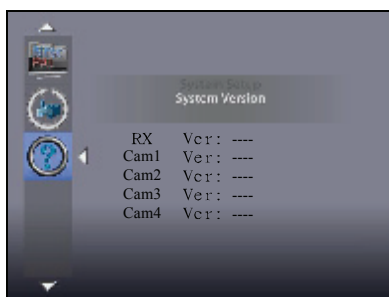 System Setup
System Version
RX Ver: ----
Cam1 Ver: ----
Cam2 Ver: ----
Cam3 Ver: ----
Cam4 Ver: ----